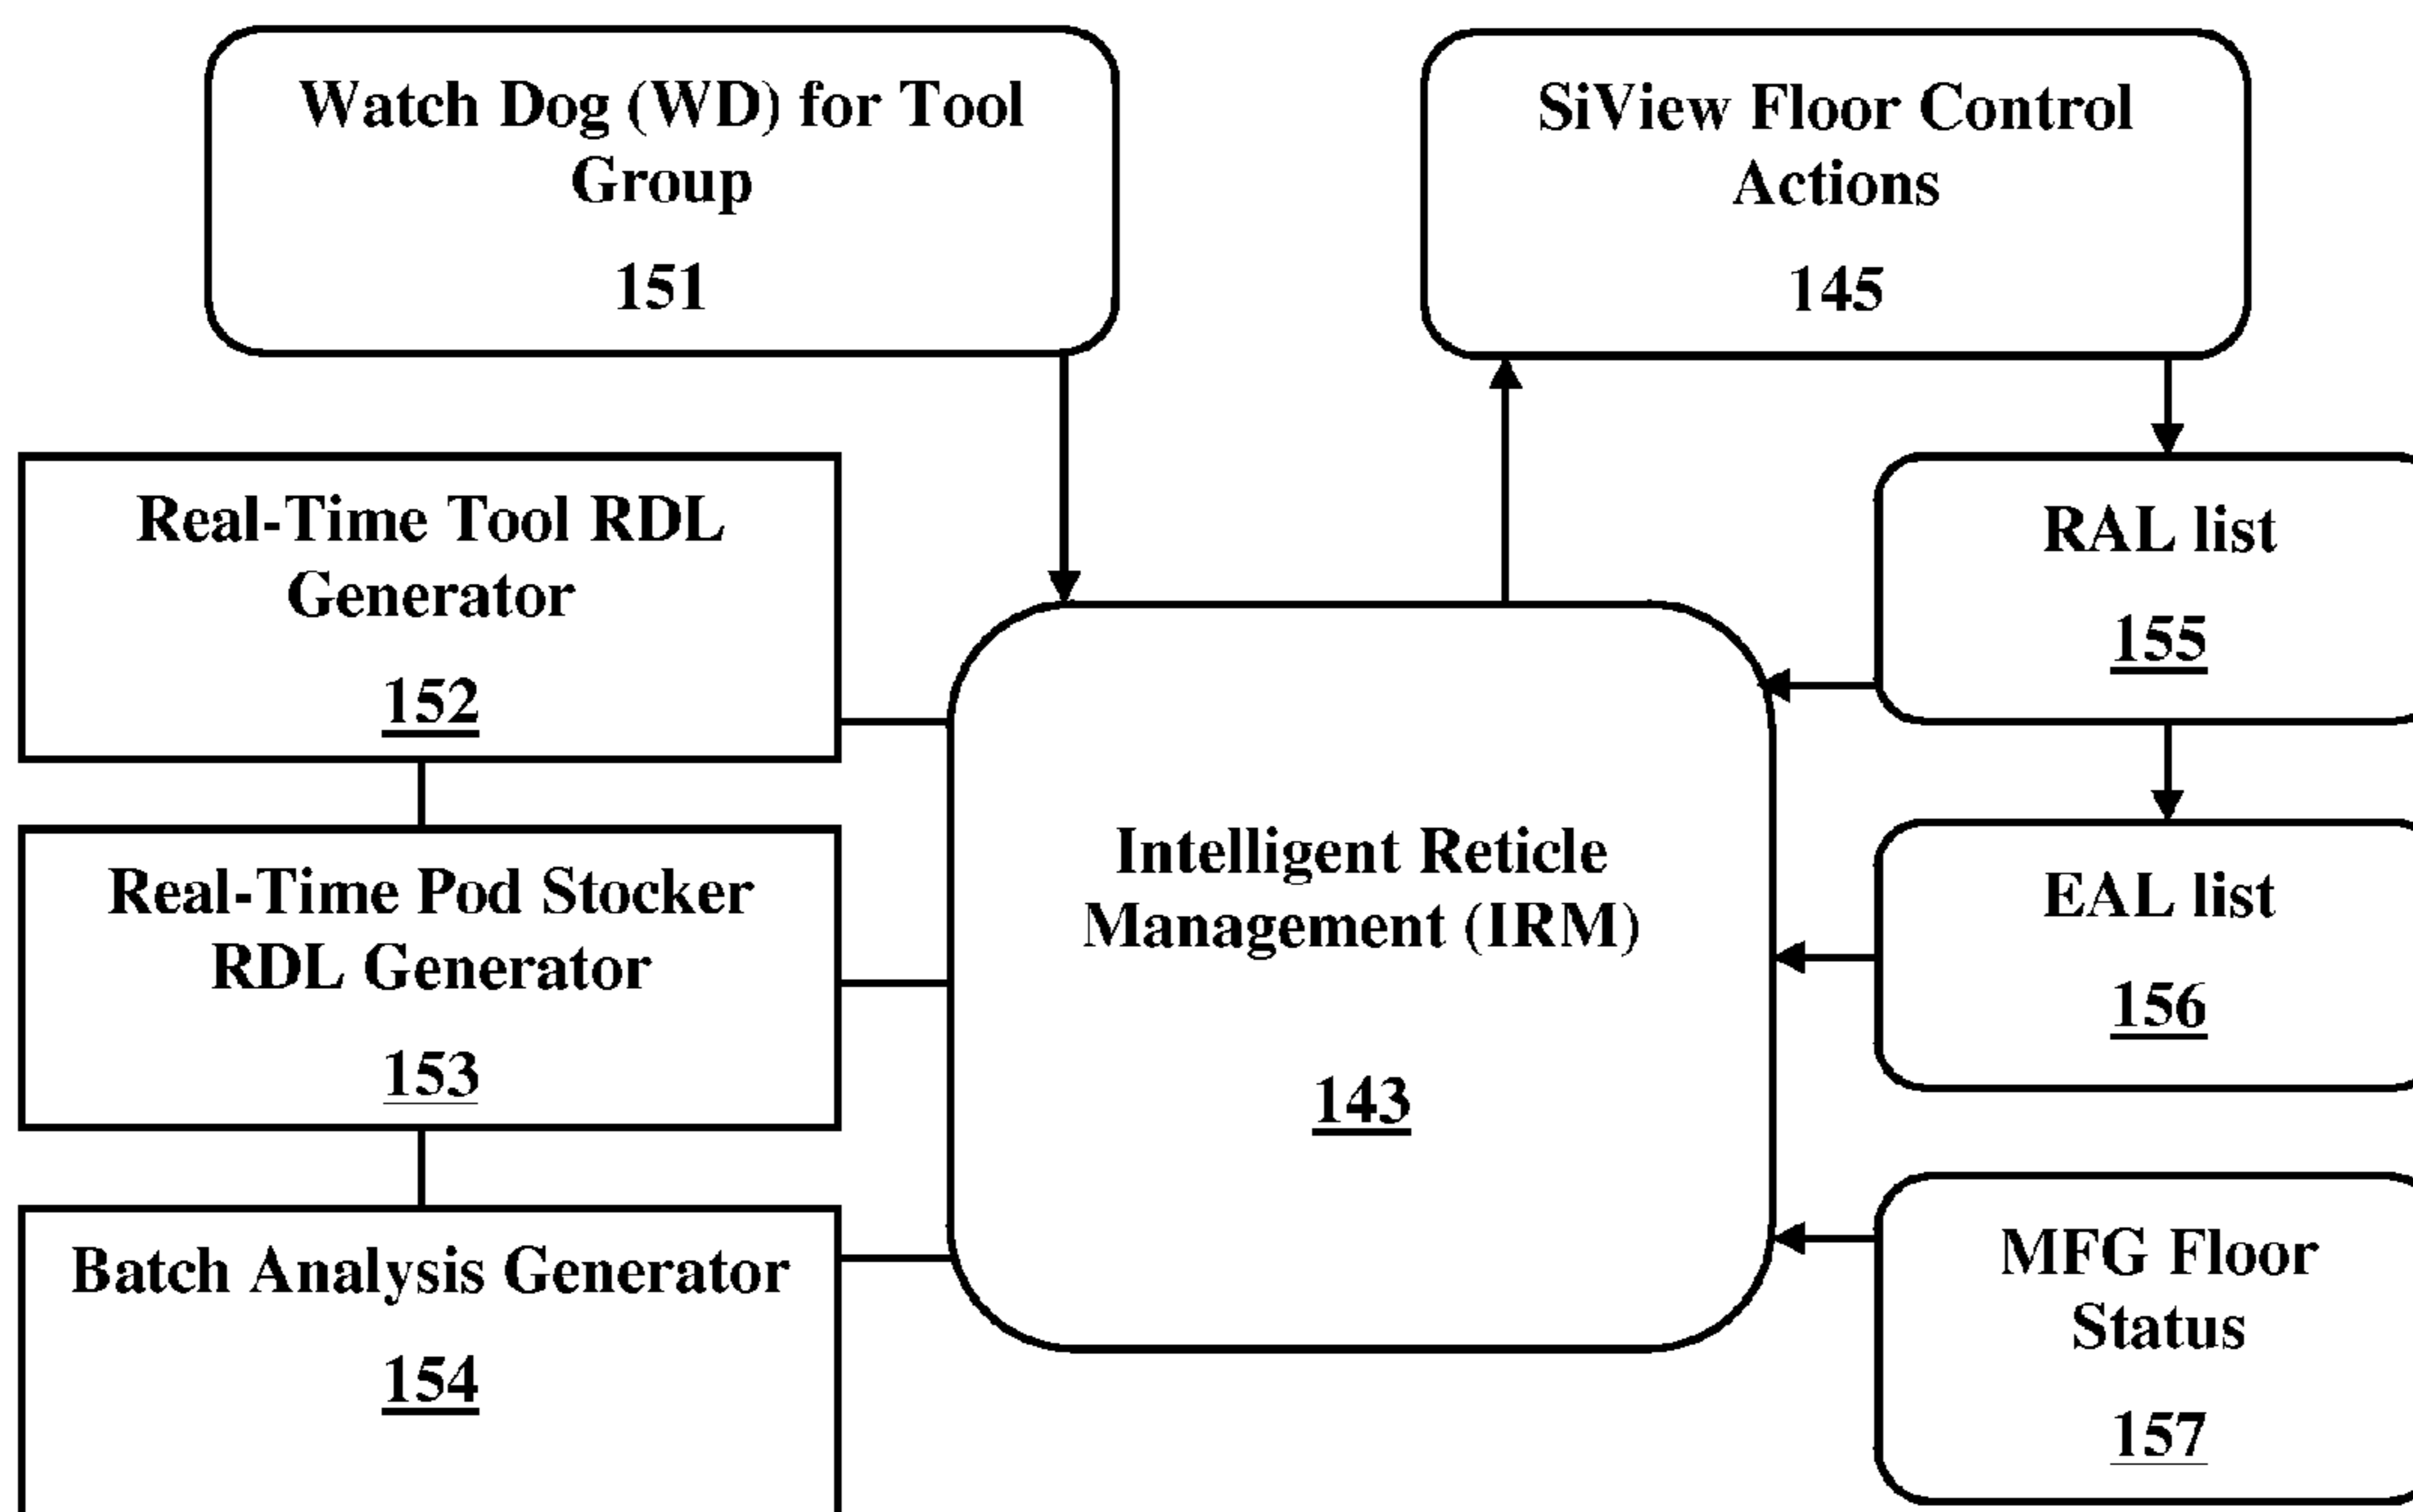 Watch Dog (WD) for Tool
Group
151
SiView Floor Control
Actions
145
Real-Time Tool RDL
Generator
152
Real-Time Pod Stocker
RDL Generator
153
Batch Analysis Generator
154
Intelligent Reticle
Management (IRM)
143
RAL list
155
EAL list
156
MFG Floor
Status
157